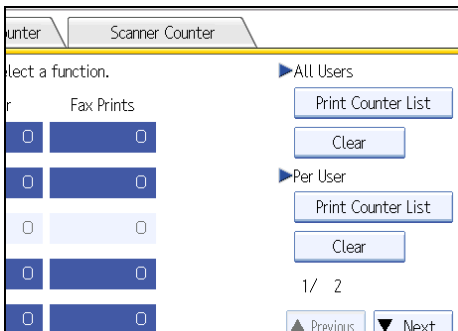 unter Scanner Counter
lect a function.
r Fax Prints
0 0
0 0
0 0
0 0
0 0
▶All Users
Print Counter List
Clear
▶Per User
Print Counter List
Clear
1/ 2
▲ Previous ▼ Next